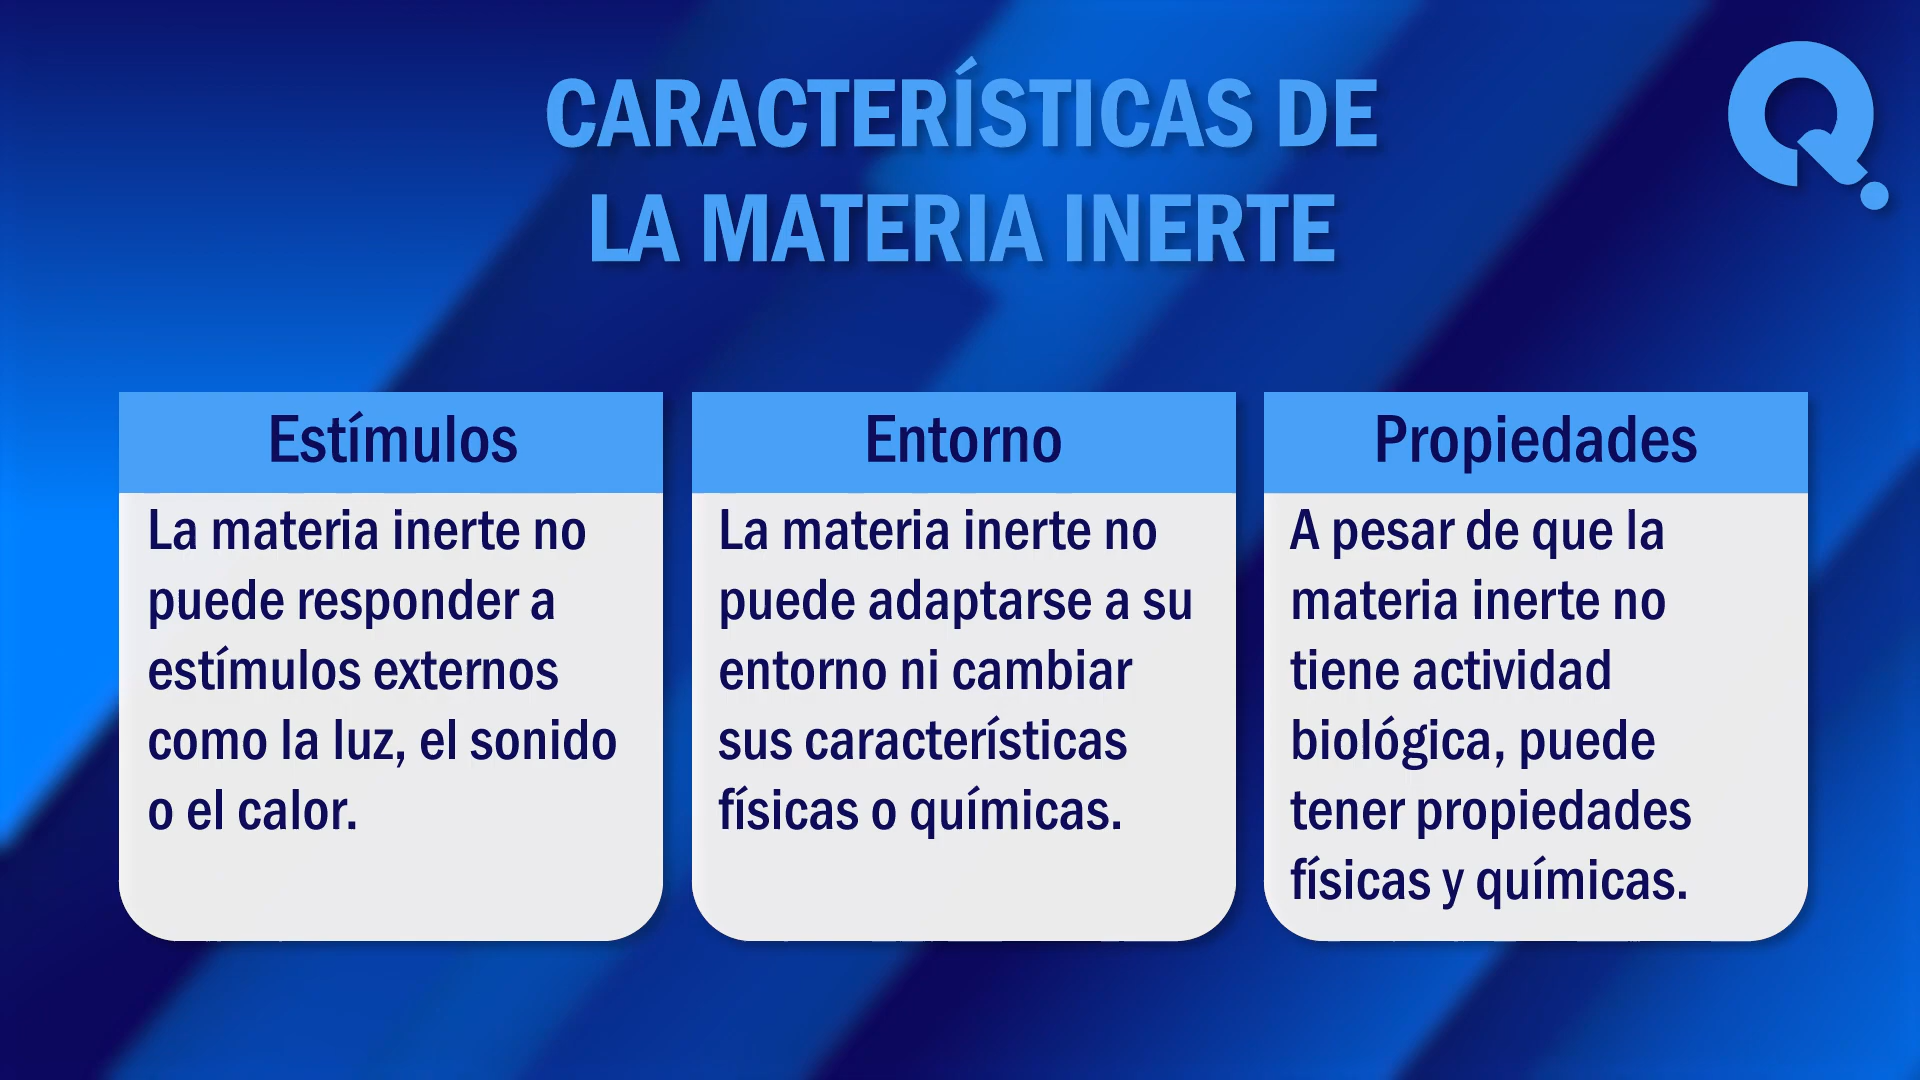 CARACTERÍSTICAS DE
LA MATERIA INERTE
Estímulos
La materia inerte no
puede responder a
estímulos externos
como la luz, el sonido
o el calor.
Entorno
La materia inerte no
puede adaptarse a su
entorno ni cambiar
sus características
físicas o químicas.
Propiedades
A pesar de que la
materia inerte no
tiene actividad
biológica, puede
tener propiedades
físicas y químicas.